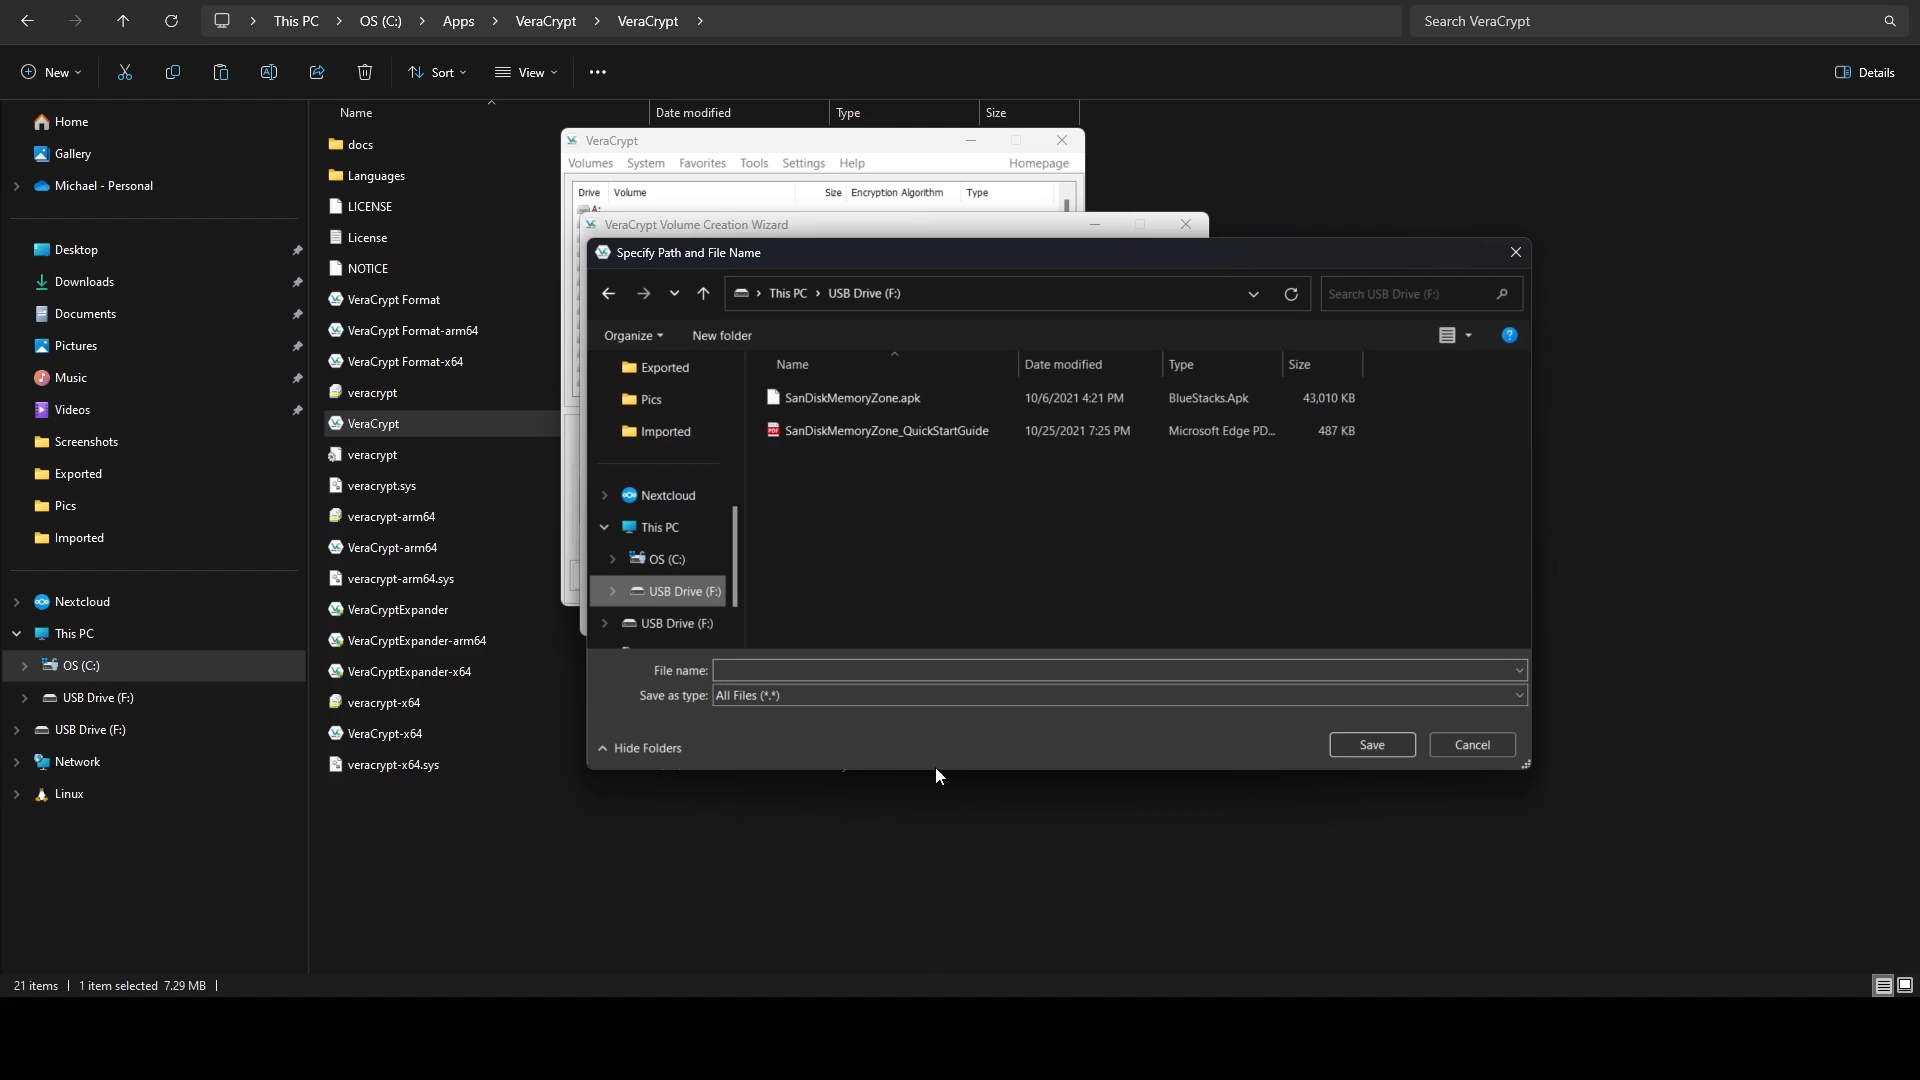 This PC > OS (C:) > Apps > VeraCrypt > VeraCrypt >
Search VeraCrypt
New
Sort
View
Details
Home
Gallery
Michael - Personal
Desktop
Downloads
Documents
Pictures
Music
Videos
Screenshots
Exported
Pics
Imported
Nextcloud
This PC
OS (C:)
USB Drive (F:)
USB Drive (F:)
Network
Linux
Name
Date modified
Type
Size
docs
Languages
LICENSE
License
NOTICE
VeraCrypt Format
VeraCrypt Format-arm64
VeraCrypt Format-x64
veracrypt
VeraCrypt
veracrypt
veracrypt.sys
veracrypt-arm64
VeraCrypt-arm64
veracrypt-arm64.sys
VeraCryptExpander
VeraCryptExpander-arm64
VeraCryptExpander-x64
veracrypt-x64
VeraCrypt-x64
veracrypt-x64.sys
VeraCrypt
Volumes System Favorites Tools Settings Help Homepage
Drive Volume Size Encryption Algorithm Type
A:
VeraCrypt Volume Creation Wizard
Specify Path and File Name
This PC > USB Drive (F:)
Search USB Drive (F:)
Organize
New folder
Exported
Pics
Imported
Nextcloud
This PC
OS (C:)
USB Drive (F:)
USB Drive (F:)
Name Date modified Type Size
SanDiskMemoryZone.apk 10/6/2021 4:21 PM BlueStacks.Apk 43,010 KB
SanDiskMemoryZone_QuickStartGuide 10/25/2021 7:25 PM Microsoft Edge PD... 487 KB
File name:
Save as type: All Files (*.*)
Hide Folders
Save
Cancel
21 items | 1 item selected 7.29 MB |